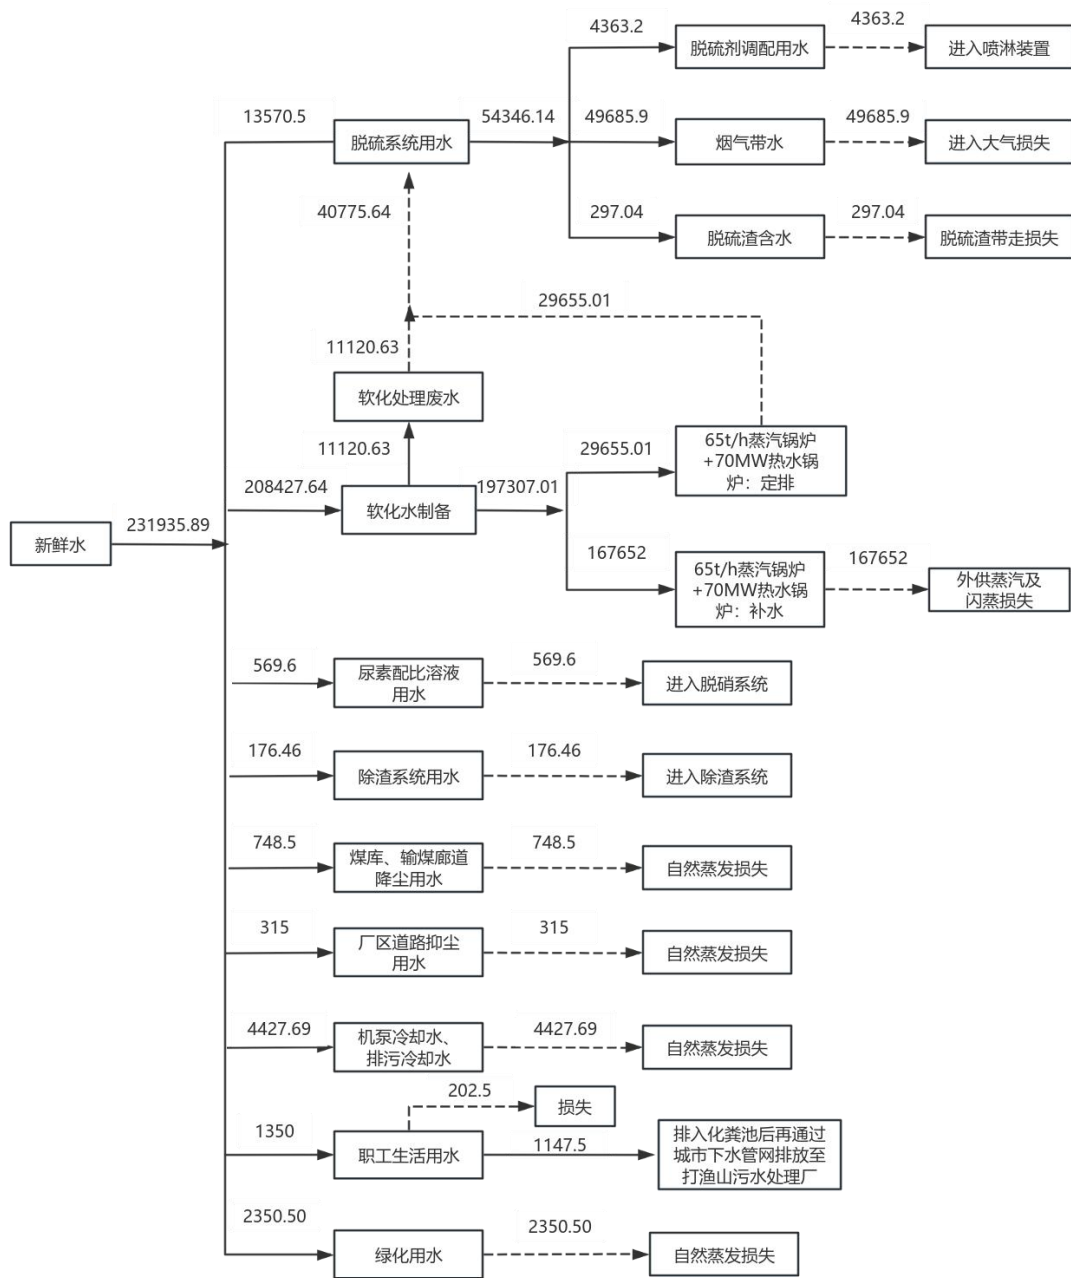 4363.2
4363.2
脱硫剂调配用水
进入喷淋装置
13570.5
54346.14
49685.9
49685.9
脱硫系统用水
烟气带水
进入大气损失
40775.64
297.04
297.04
脱硫渣含水
脱硫渣带走损失
29655.01
11120.63
软化处理废水
11120.63
29655.01
65t/h蒸汽锅炉
+70MW热水锅
炉：定排
208427.64
软化水制备
197307.01
231935.89
新鲜水
167652
167652
65t/h蒸汽锅炉
+70MW热水锅
炉：补水
外供蒸汽及
闪蒸损失
569.6
尿素配比溶液
用水
569.6
进入脱硝系统
176.46
除渣系统用水
176.46
进入除渣系统
748.5
煤库、输煤廊道
降尘用水
748.5
自然蒸发损失
315
厂区道路抑尘
用水
315
自然蒸发损失
4427.69
机泵冷却水、
排污冷却水
4427.69
自然蒸发损失
202.5
损失
1350
职工生活用水
1147.5
排入化粪池后再通过
城市下水管网排放至
打渔山污水处理厂
2350.50
绿化用水
2350.50
自然蒸发损失